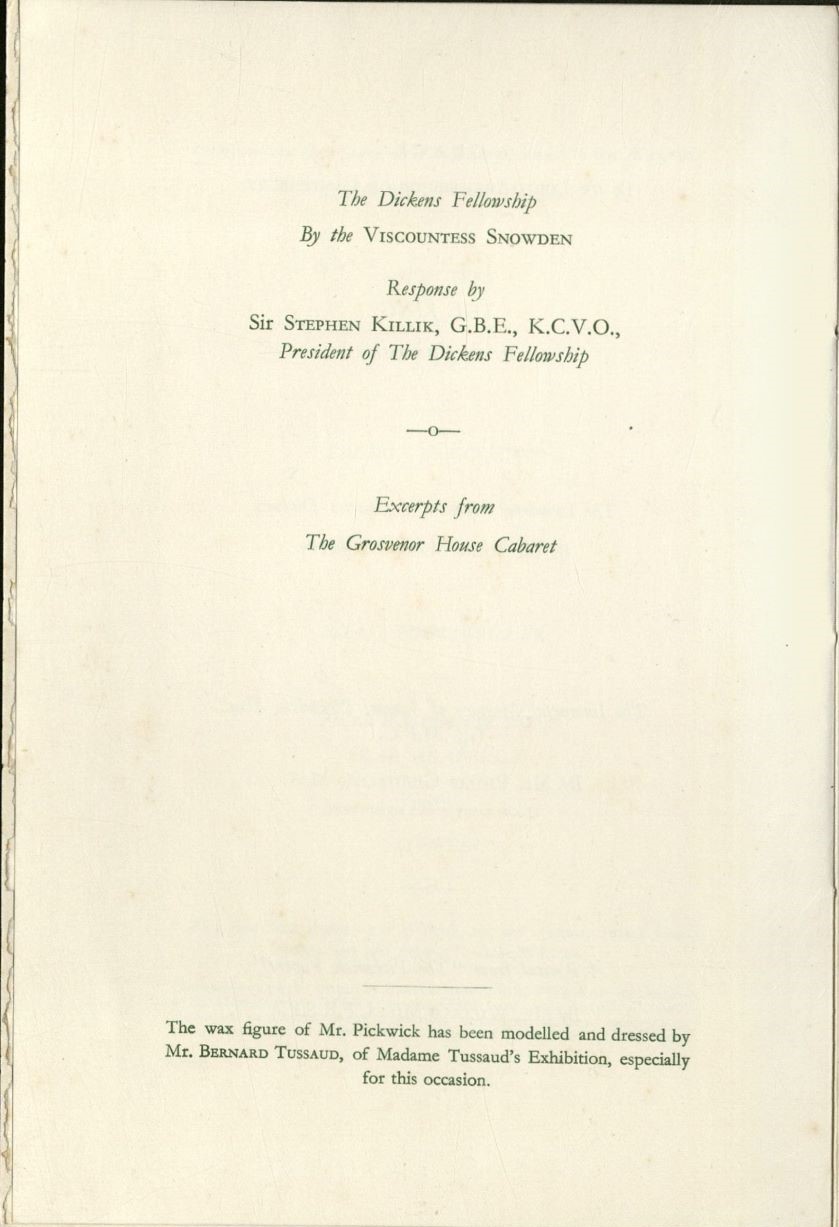 The Dickens Fellowship
By the VISCOUNTESS SNOWDEN
Response by
Sir STEPHEN KILLIK, G.B.E., K.C.V.O.,
President of The Dickens Fellowship
—o—
Excerpts from
The Grosvenor House Cabaret
The wax figure of Mr. Pickwick has been modelled and dressed by
Mr. BERNARD TUSSAUD, of Madame Tussaud's Exhibition, especially
for this occasion.